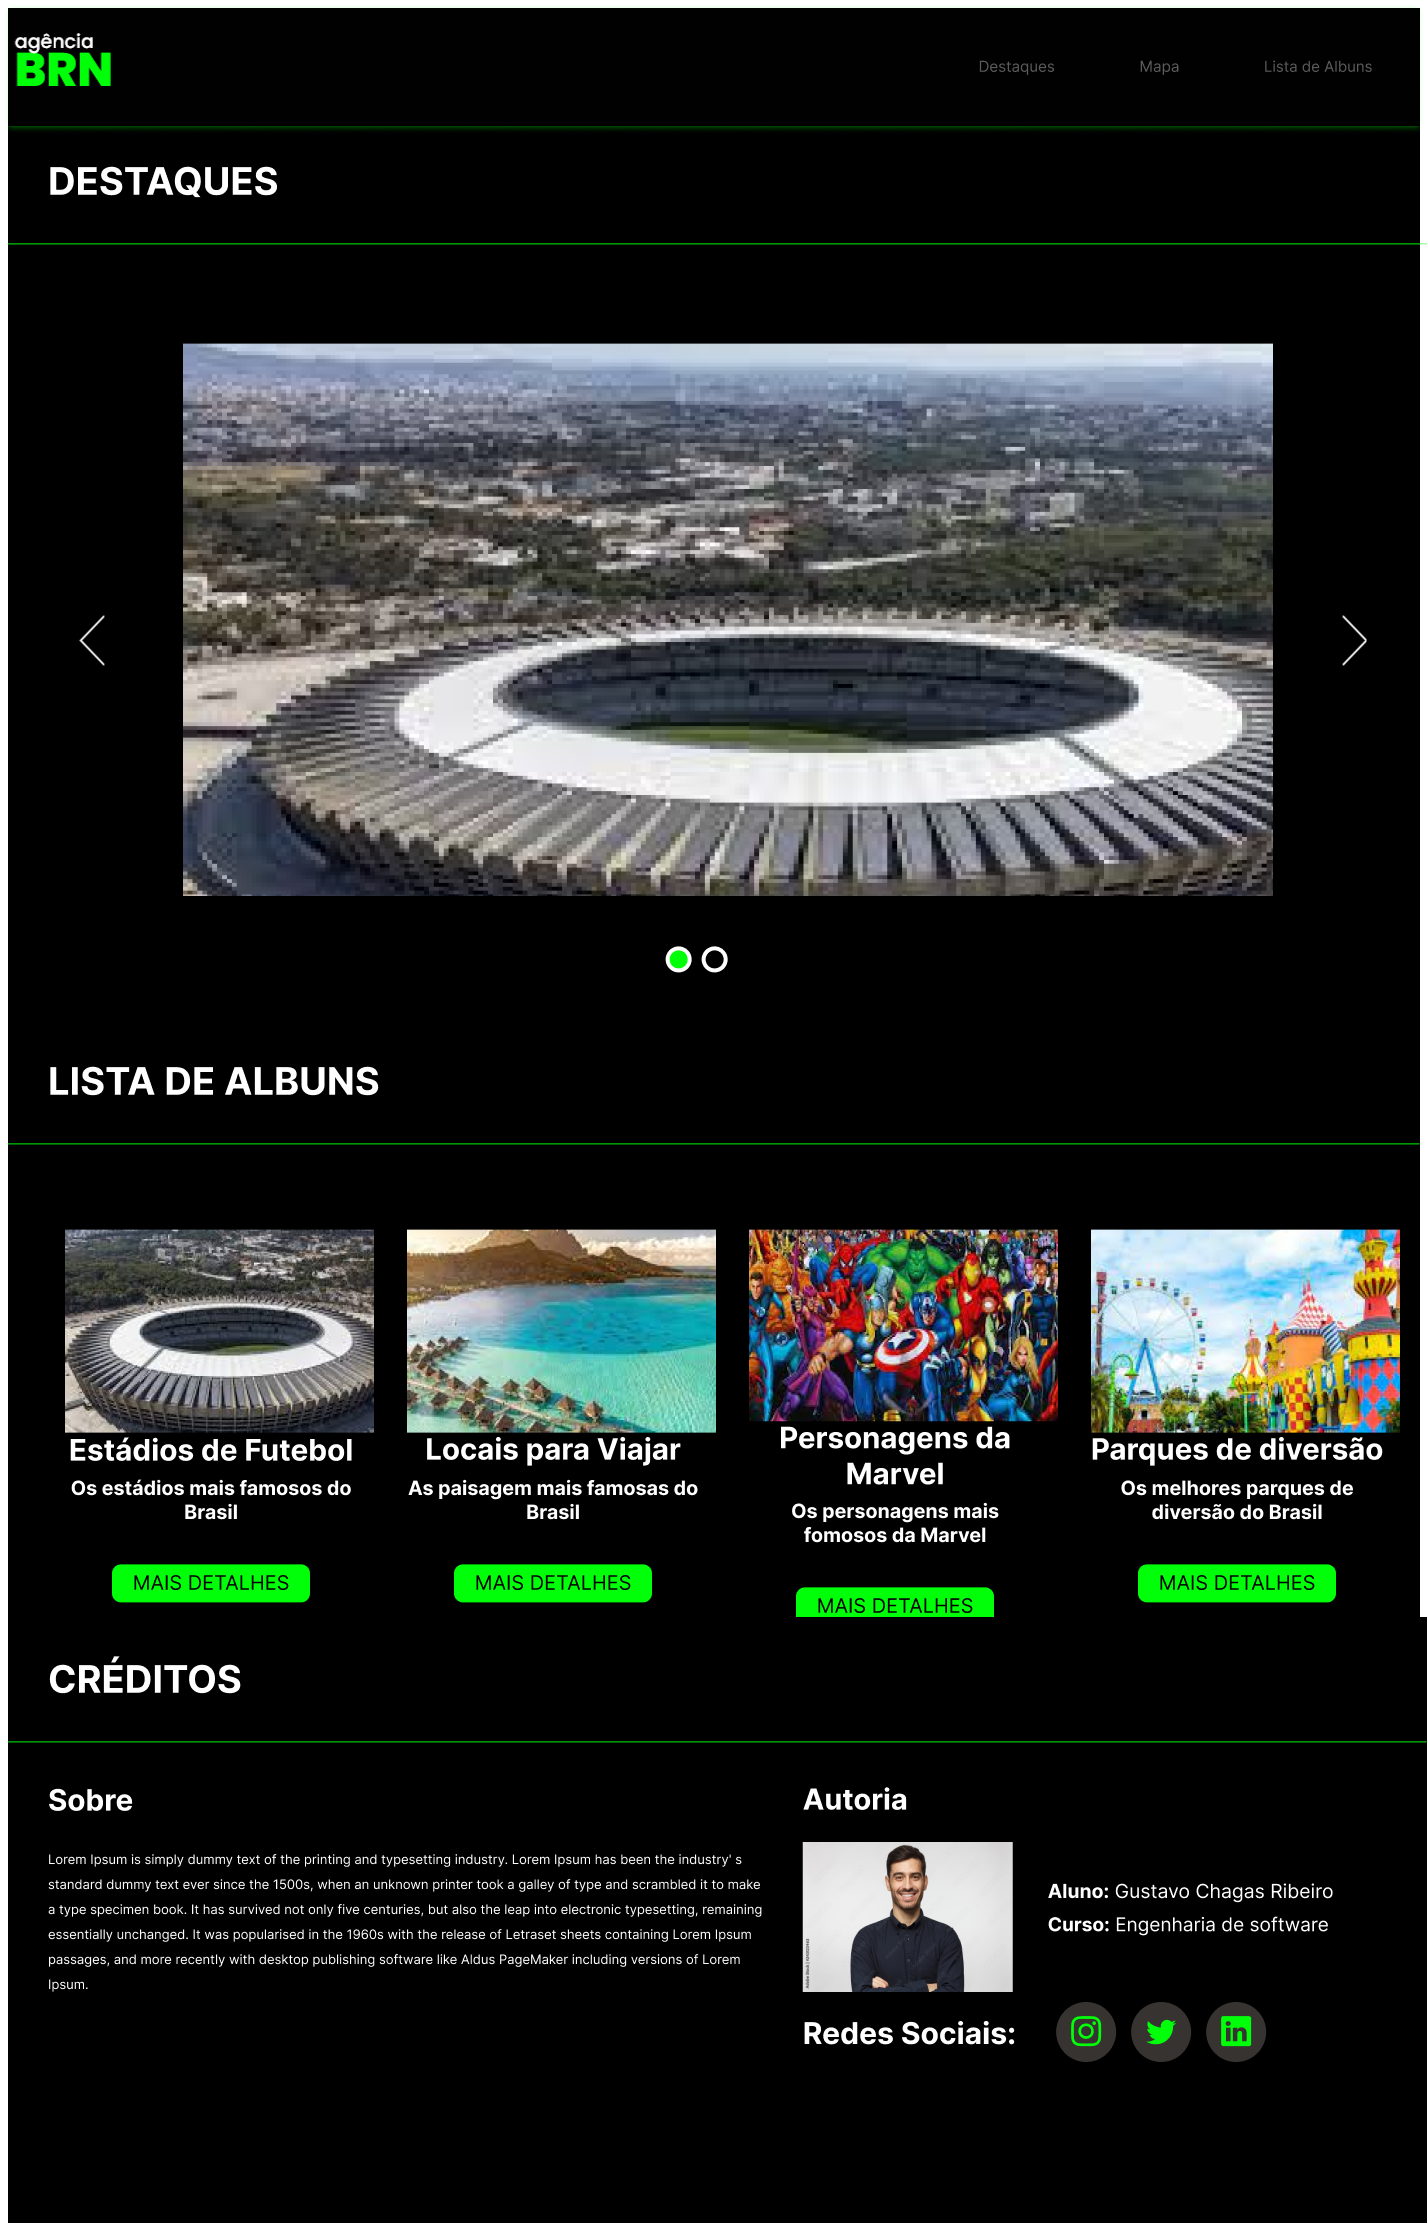 agência
BRN
Destaques
Mapa
Lista de Albuns
DESTAQUES
LISTA DE ALBUNS
Estádios de Futebol
Os estádios mais famosos do
Brasil
MAIS DETALHES
Locais para Viajar
As paisagem mais famosas do
Brasil
MAIS DETALHES
Personagens da
Marvel
Os personagens mais
fomosos da Marvel
MAIS DETALHES
Parques de diversão
Os melhores parques de
diversão do Brasil
MAIS DETALHES
CRÉDITOS
Sobre
Lorem Ipsum is simply dummy text of the printing and typesetting industry. Lorem Ipsum has been the industry' s
standard dummy text ever since the 1500s, when an unknown printer took a galley of type and scrambled it to make
a type specimen book. It has survived not only five centuries, but also the leap into electronic typesetting, remaining
essentially unchanged. It was popularised in the 1960s with the release of Letraset sheets containing Lorem Ipsum
passages, and more recently with desktop publishing software like Aldus PageMaker including versions of Lorem
Ipsum.
Autoria
Aluno: Gustavo Chagas Ribeiro
Curso: Engenharia de software
Redes Sociais: